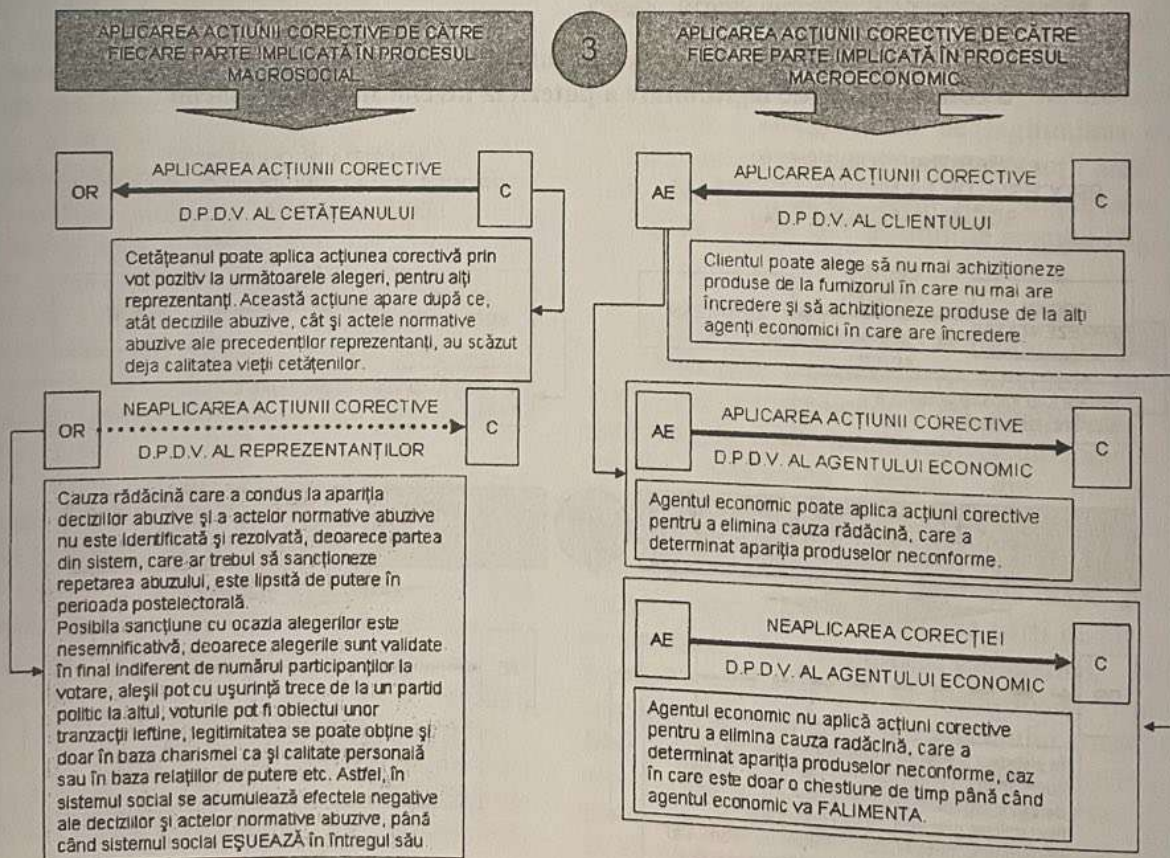 APLICAREA ACȚIUNII CORECTIVE DE CĂTRE
FIECARE PARTE IMPLICATĂ ÎN PROCESUL
MACROSOCIAL
3
APLICAREA ACȚIUNII CORECTIVE DE CĂTRE
FIECARE PARTE IMPLICATĂ ÎN PROCESUL
MACROECONOMIC
OR
APLICAREA ACȚIUNII CORECTIVE
D.P.D.V. AL CETĂȚEANULUI
C
Cetățeanul poate aplica acțiunea corectivă prin
vot pozitiv la următoarele alegeri, pentru alți
reprezentanți. Această acțiune apare după ce,
atât deciziile abuzive, cât și actele normative
abuzive ale precedenților reprezentanți, au scăzut
deja calitatea vieții cetățenilor.
OR
NEAPLICAREA ACȚIUNII CORECTIVE
D.P.D.V. AL REPREZENTANȚILOR
C
Cauza rădăcină care a condus la apariția
deciziilor abuzive și a actelor normative abuzive
nu este identificată și rezolvată, deoarece partea
din sistem, care ar trebui să sancționeze
repetarea abuzului, este lipsită de putere în
perioada postelectorală.
Posibila sancțiune cu ocazia alegerilor este
nesemnificativă, deoarece alegerile sunt validate
în final indiferent de numărul participanților la
votare, aleșii pot cu ușurință trece de la un partid
politic la altul, voturile pot fi obiectul unor
tranzacții ieftine, legitimitatea se poate obține și
doar în baza charismei ca și calitate personală
sau în baza relațiilor de putere etc. Astfel, în
sistemul social se acumulează efectele negative
ale deciziilor și actelor normative abuzive, până
când sistemul social EȘUEAZĂ în întregul său
AE
APLICAREA ACȚIUNII CORECTIVE
D.P.D.V. AL CLIENTULUI
C
Clientul poate alege să nu mai achiziționeze
produse de la furnizorul în care nu mai are
încredere și să achiziționeze produse de la alți
agenți economici în care are încredere.
AE
APLICAREA ACȚIUNII CORECTIVE
D.P.D.V. AL AGENTULUI ECONOMIC
C
Agentul economic poate aplica acțiuni corective
pentru a elimina cauza rădăcină, care a
determinat apariția produselor neconforme.
AE
NEAPLICAREA CORECȚIEI
D.P.D.V. AL AGENTULUI ECONOMIC
C
Agentul economic nu aplică acțiuni corective
pentru a elimina cauza radăcină, care a
determinat apariția produselor neconforme, caz
în care este doar o chestiune de timp până când
agentul economic va FALIMENTA.